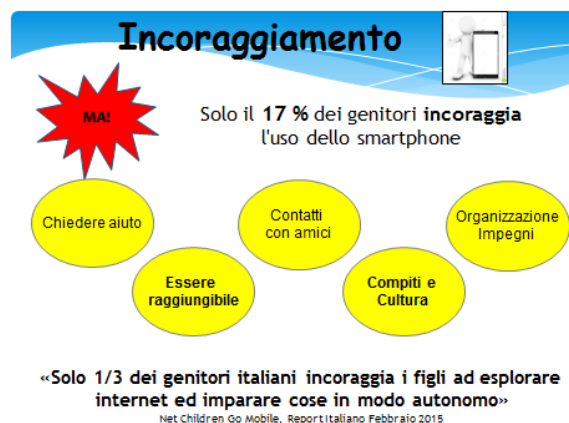 Incoraggiamento
MA!
Solo il 17 % dei genitori incoraggia
l'uso dello smartphone
Chiedere aiuto
Contatti
con amici
Organizzazione
Impegni
Essere
raggiungibile
Compiti e
Cultura
«Solo 1/3 dei genitori italiani incoraggia i figli ad esplorare
internet ed imparare cose in modo autonomo»
Net Children Go Mobile. Report Italiano Febbraio 2015